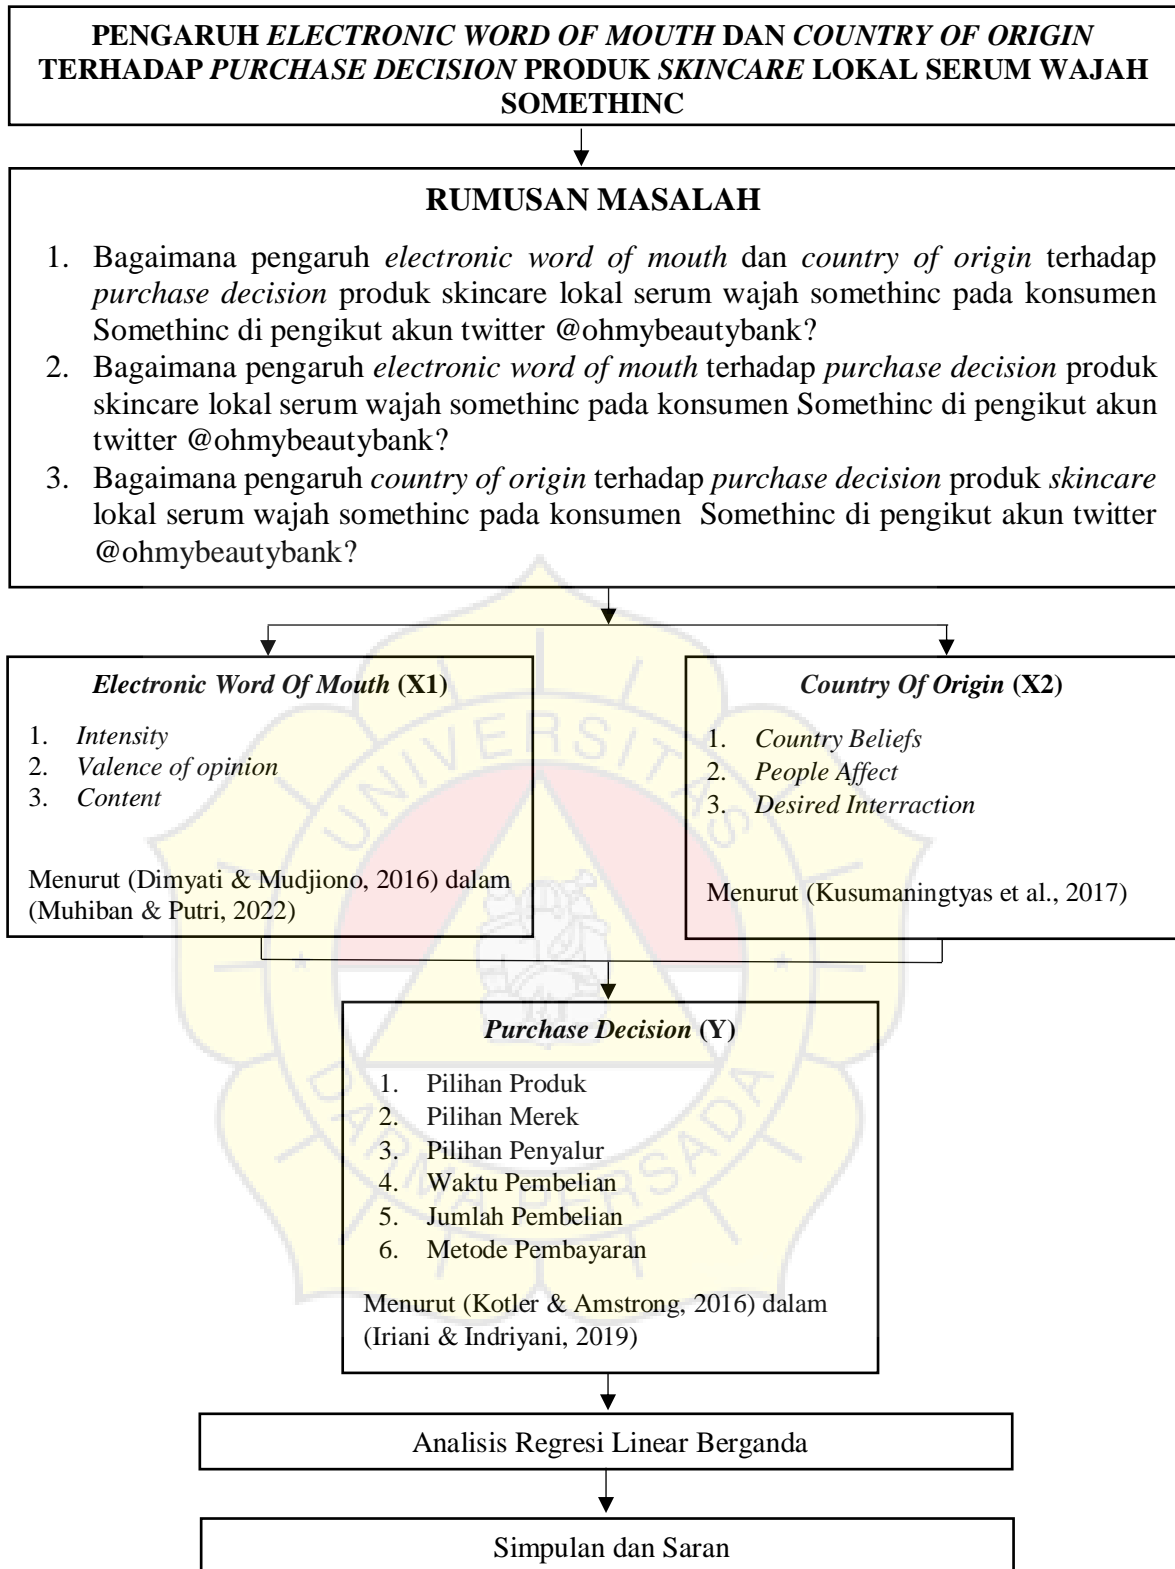 PENGARUH ELECTRONIC WORD OF MOUTH DAN COUNTRY OF ORIGIN
TERHADAP PURCHASE DECISION PRODUK SKINCARE LOKAL SERUM WAJAH
SOMETHINC
RUMUSAN MASALAH
1. Bagaimana pengaruh electronic word of mouth dan country of origin terhadap
purchase decision produk skincare lokal serum wajah somethinc pada konsumen
Somethinc di pengikut akun twitter @ohmybeautybank?
2. Bagaimana pengaruh electronic word of mouth terhadap purchase decision produk
skincare lokal serum wajah somethinc pada konsumen Somethinc di pengikut akun
twitter @ohmybeautybank?
3. Bagaimana pengaruh country of origin terhadap purchase decision produk skincare
lokal serum wajah somethinc pada konsumen Somethinc di pengikut akun twitter
@ohmybeautybank?
Electronic Word Of Mouth (X1)
1. Intensity
2. Valence of opinion
3. Content
Menurut (Dimyati & Mudjiono, 2016) dalam
(Muhiban & Putri, 2022)
Country Of Origin (X2)
1. Country Beliefs
2. People Affect
3. Desired Interraction
Menurut (Kusumaningtyas et al., 2017)
UNIVERSITAS
Purchase Decision (Y)
1. Pilihan Produk
2. Pilihan Merek
3. Pilihan Penyalur
4. Waktu Pembelian
5. Jumlah Pembelian
6. Metode Pembayaran
Menurut (Kotler & Amstrong, 2016) dalam
(Iriani & Indriyani, 2019)
DARMA PERSADA
Analisis Regresi Linear Berganda
Simpulan dan Saran